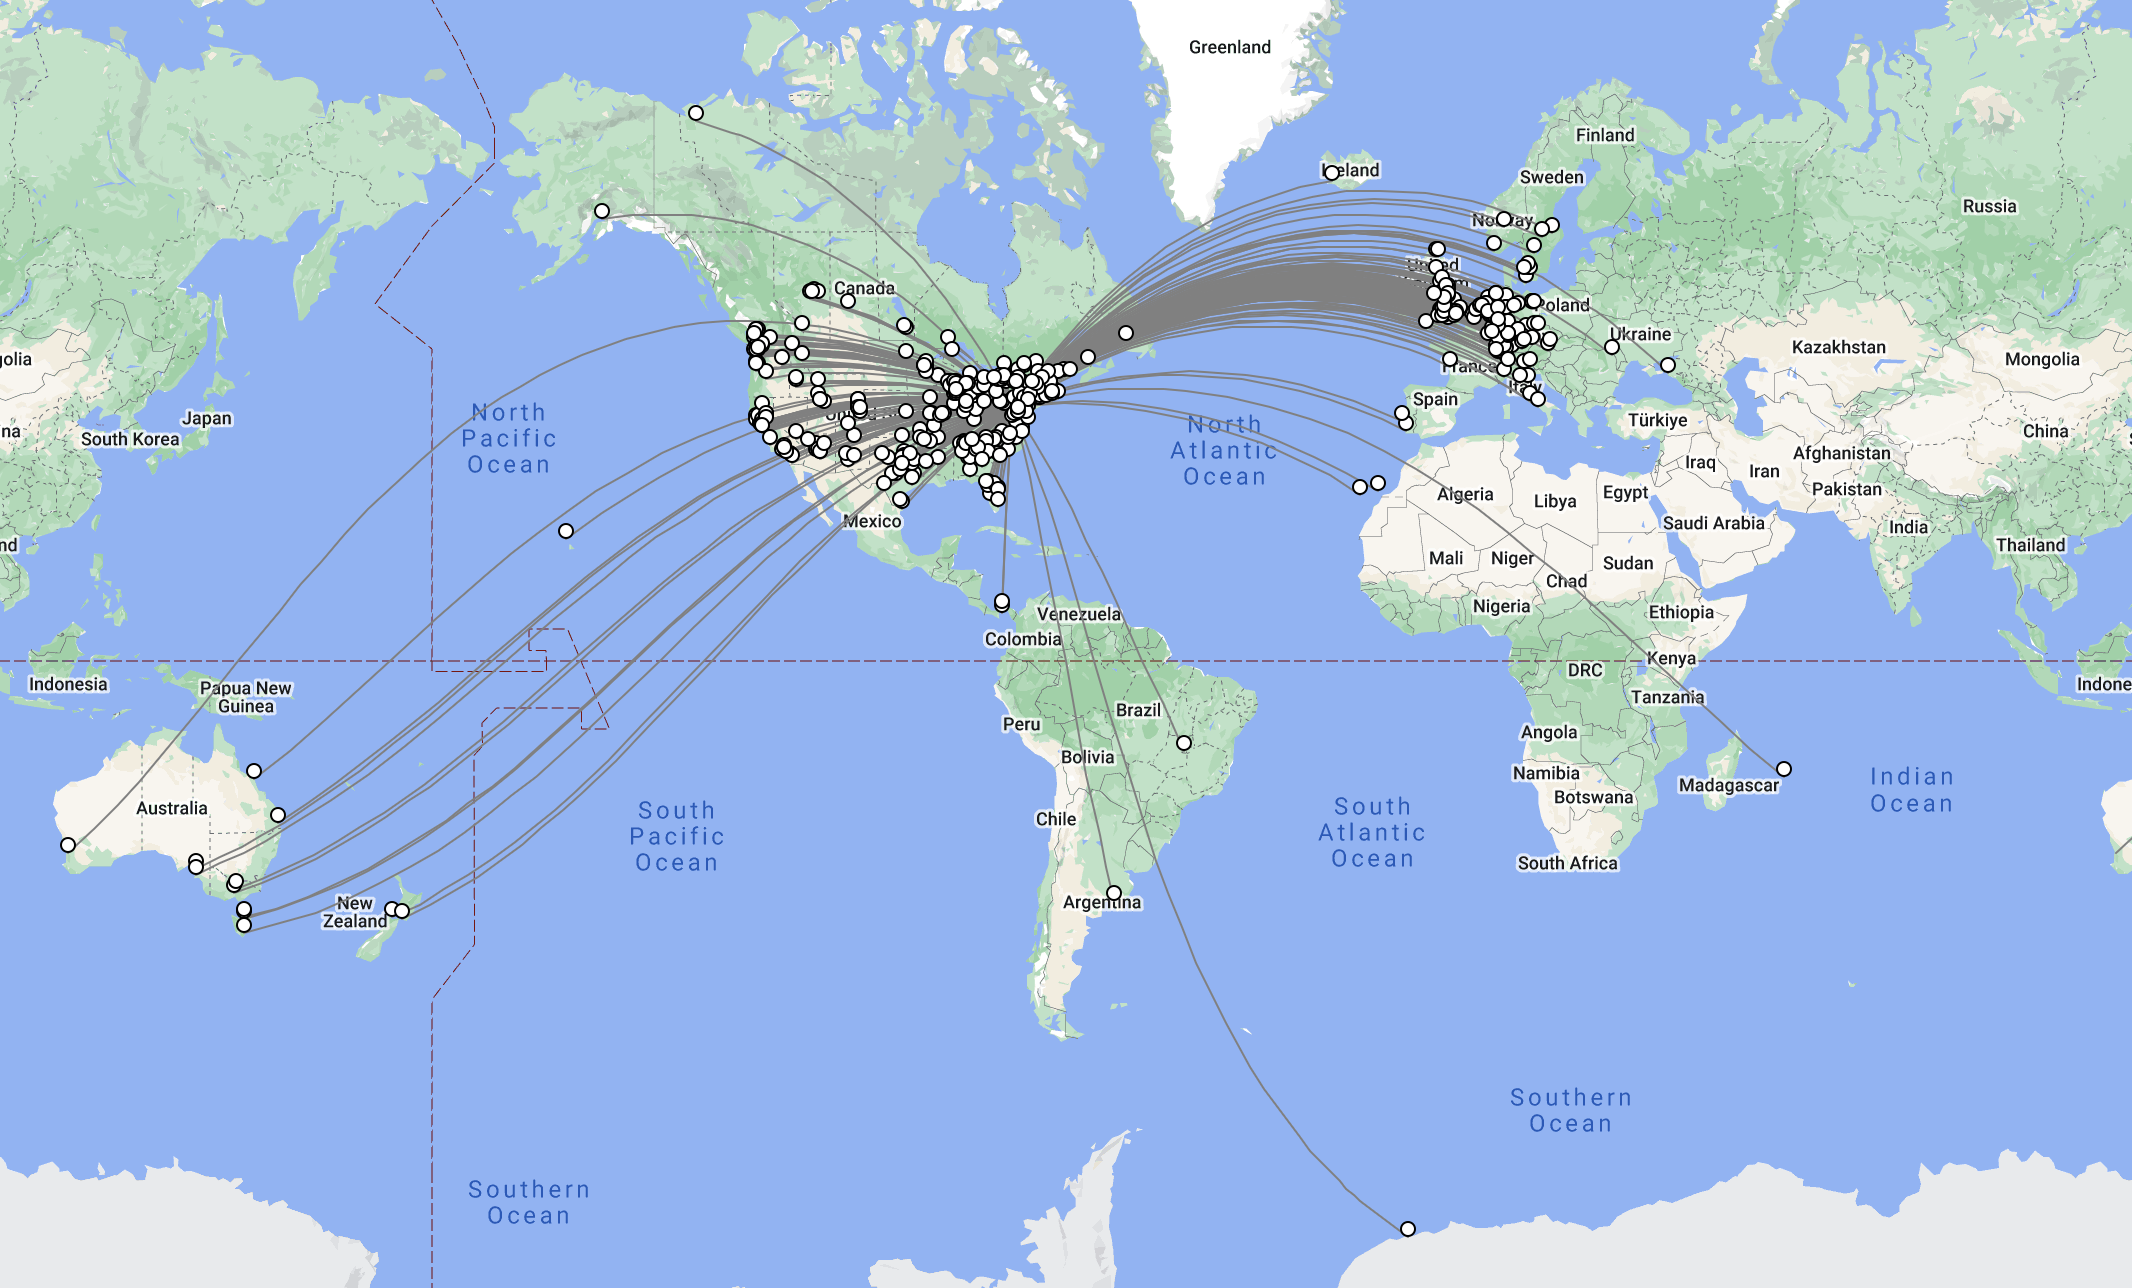 Greenland
Iceland
Finland
Sweden
Norway
Russia
United
Canada
Poland
Ukraine
Kazakhstan
Mongolia
olia
France
Italy
Spain
Türkiye
Japan
South Korea
North
Pacific
Ocean
North
Atlantic
Ocean
na
China
Afghanistan
Iraq
Iran
Pakistan
Algeria
Libya
Egypt
Saudi Arabia
India
Mexico
nd
Thailand
Mali
Niger
Chad
Sudan
Nigeria
Ethiopia
Venezuela
Colombia
DRC
Kenya
Tanzania
Indonesia
Papua New
Guinea
Indone
Peru
Brazil
Bolivia
Angola
Namibia
Botswana
Madagascar
Indian
Ocean
Australia
South
Pacific
Ocean
Chile
South
Atlantic
Ocean
South Africa
New
Zealand
Argentina
Southern
Ocean
Southern
Ocean